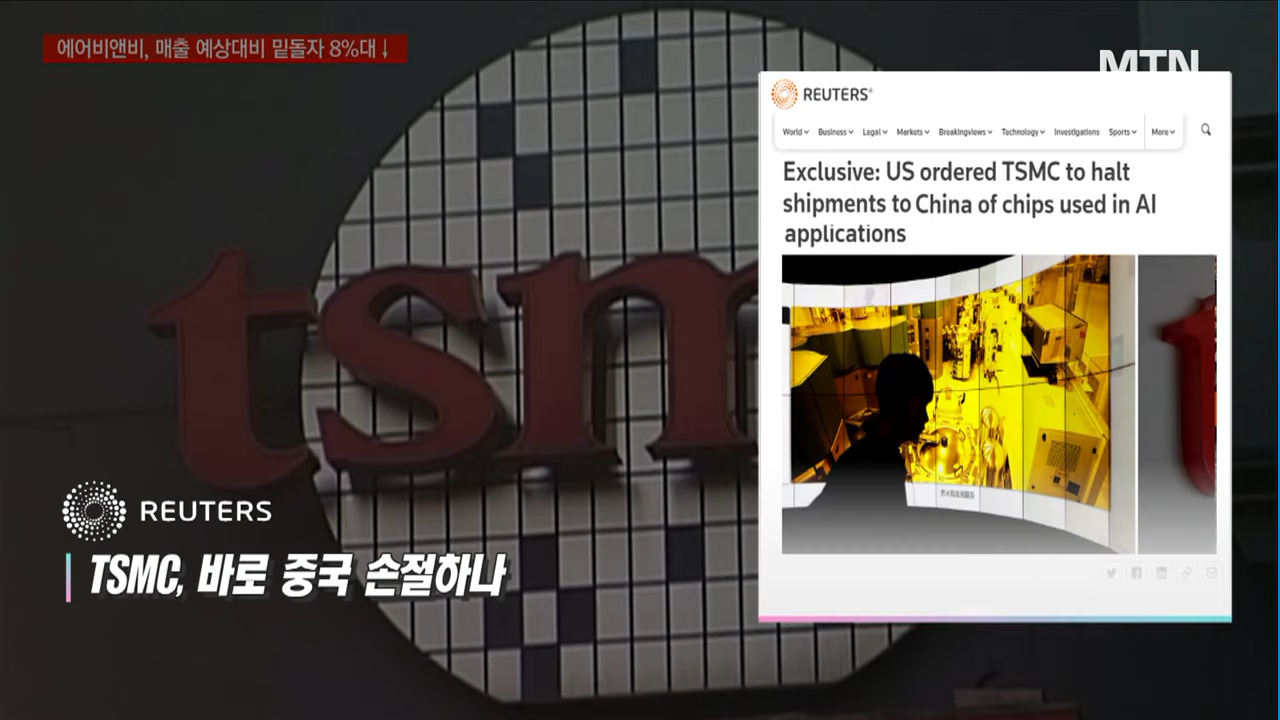 에어비앤비, 매출 예상대비 밑돌자 8%대↓
MTN
REUTERS
World Business Legal Markets Breakingviews Technology Investigations Sports More
Exclusive: US ordered TSMC to halt
shipments to China of chips used in AI
applications
tsm
t
REUTERS
TSMC, 바로 중국 손절하나